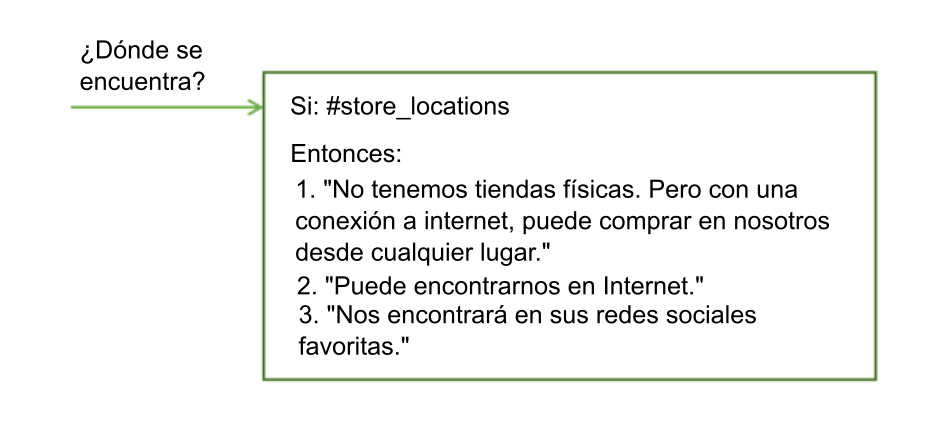 ¿Dónde se
encuentra?
Si: #store_locations
Entonces:
1. "No tenemos tiendas físicas. Pero con una
conexión a internet, puede comprar en nosotros
desde cualquier lugar."
2. "Puede encontrarnos en Internet."
3. "Nos encontrará en sus redes sociales
favoritas."